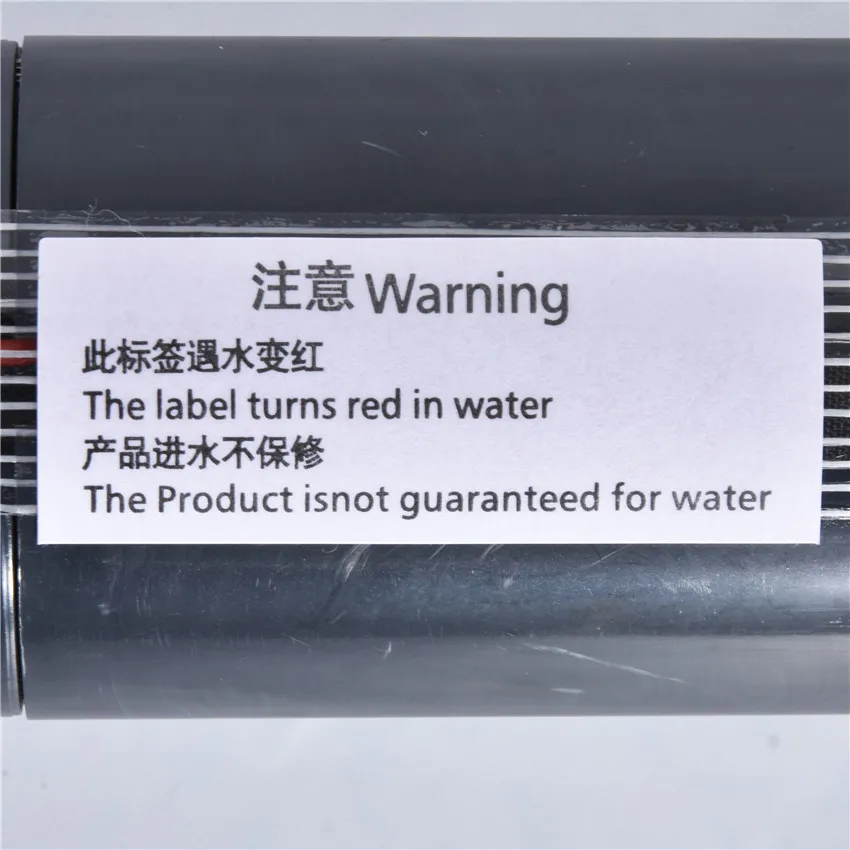 注意 Warning
此标签遇水变红
The label turns red in water
产品进水不保修
The Product isnot guaranteed for water